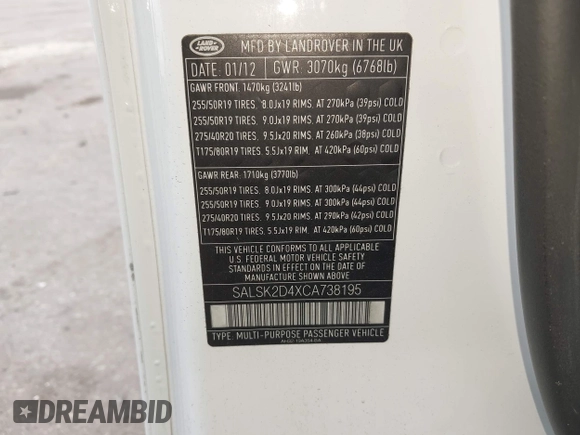 LAND
ROVER
MFD BY LANDROVER IN THE UK
DATE: 01/12 GWR: 3070kg (6768lb)
GAWR FRONT: 1470kg (3241lb)
255/50R19 TIRES. 8.0Jx19 RIMS. AT 270kPa (39psi) COLD
255/50R19 TIRES. 9.0Jx19 RIMS. AT 270kPa (39psi) COLD
275/40R20 TIRES. 9.5Jx20 RIMS. AT 260kPa (38psi) COLD
T175/80R19 TIRES. 5.5Jx19 RIM. AT 420kPa (60psi) COLD
GAWR REAR: 1710kg (3770lb)
255/50R19 TIRES. 8.0Jx19 RIMS. AT 300kPa (44psi) COLD
255/50R19 TIRES. 9.0Jx19 RIMS. AT 300kPa (44psi) COLD
275/40R20 TIRES. 9.5Jx20 RIMS. AT 290kPa (42psi) COLD
T175/80R19 TIRES. 5.5Jx19 RIM. AT 420kPa (60psi) COLD
THIS VEHICLE CONFORMS TO ALL APPLICABLE
U.S. FEDERAL MOTOR VEHICLE SAFETY
STANDARDS IN EFFECT ON THE DATE OF
MANUFACTURE SHOWN ABOVE
SALSK2D4XCA738195
TYPE: MULTI-PURPOSE PASSENGER VEHICLE
DREAMBID